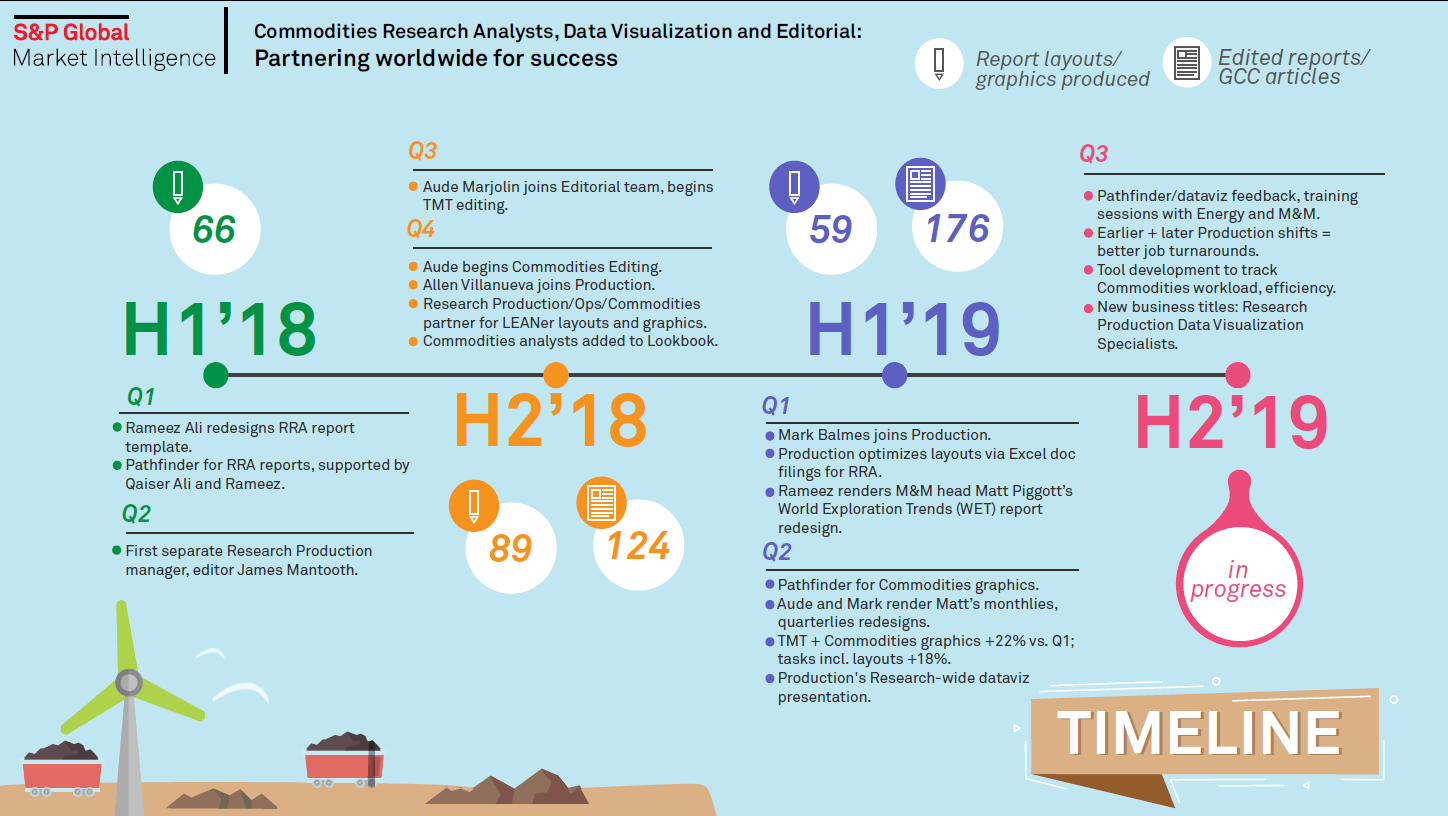 S&P Global
Market Intelligence
Commodities Research Analysts, Data Visualization and Editorial:
Partnering worldwide for success
Report layouts/
graphics produced
Edited reports/
GCC articles
66
H1’18
Q1
Rameez Ali redesigns RRA report
template.
Pathfinder for RRA reports, supported by
Qaiser Ali and Rameez.
Q2
First separate Research Production
manager, editor James Mantooth.
Q3
Aude Marjolin joins Editorial team, begins
TMT editing.
Q4
Aude begins Commodities Editing.
Allen Villanueva joins Production.
Research Production/Ops/Commodities
partner for LEANer layouts and graphics.
Commodities analysts added to Lookbook.
H2’18
89
124
59
176
H1’19
Q1
Mark Balmes joins Production.
Production optimizes layouts via Excel doc
filings for RRA.
Rameez renders M&M head Matt Piggott’s
World Exploration Trends (WET) report
redesign.
Q2
Pathfinder for Commodities graphics.
Aude and Mark render Matt’s monthlies,
quarterlies redesigns.
TMT + Commodities graphics +22% vs. Q1;
tasks incl. layouts +18%.
Production's Research-wide dataviz
presentation.
Q3
Pathfinder/dataviz feedback, training
sessions with Energy and M&M.
Earlier + later Production shifts =
better job turnarounds.
Tool development to track
Commodities workload, efficiency.
New business titles: Research
Production Data Visualization
Specialists.
H2’19
in
progress
TIMELINE